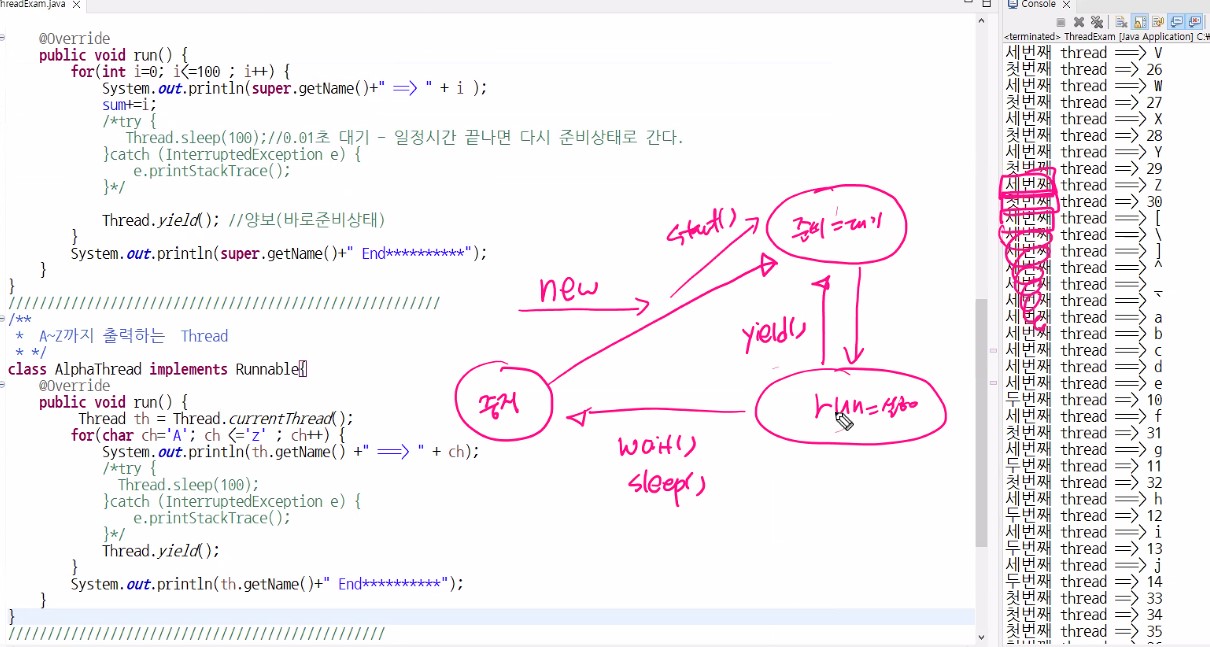 ThreadExam.java
@Override
public void run() {
for(int i=0; i<=100 ; i++) {
System.out.println(super.getName()+" ==> " + i );
sum+=i;
/*try {
Thread.sleep(100);//0.01초 대기 - 일정시간 끝나면 다시 준비상태로 간다.
}catch (InterruptedException e) {
e.printStackTrace();
}*/
Thread.yield(); //양보(바로준비상태)
}
System.out.println(super.getName()+" End**********");
}
}
///////////////////////////////////////////////////////
/**
* A~Z까지 출력하는 Thread
* */
class AlphaThread implements Runnable{
@Override
public void run() {
Thread th = Thread.currentThread();
for(char ch='A'; ch <='z' ; ch++) {
System.out.println(th.getName() +" ===> " + ch);
/*try {
Thread.sleep(100);
}catch (InterruptedException e) {
e.printStackTrace();
}*/
Thread.yield();
}
System.out.println(th.getName()+" End**********");
}
}
////////////////////////////////////////////////
new
start()
준비=대기
yield()
run=실행
wait()
sleep()
중지
Console
<terminated> ThreadExam [Java Application] C:\
세번째 thread ===> V
첫번째 thread ==> 26
세번째 thread ===> W
첫번째 thread ==> 27
세번째 thread ===> X
첫번째 thread ==> 28
세번째 thread ===> Y
첫번째 thread ==> 29
세번째 thread ===> Z
첫번째 thread ==> 30
세번째 thread ===> [
세번째 thread ===> \
세번째 thread ===> ]
세번째 thread ===> ^
세번째 thread ===> _
세번째 thread ===> `
세번째 thread ===> a
세번째 thread ===> b
세번째 thread ===> c
세번째 thread ===> d
세번째 thread ===> e
두번째 thread ==> 10
세번째 thread ===> f
첫번째 thread ==> 31
세번째 thread ===> g
두번째 thread ==> 11
첫번째 thread ==> 32
세번째 thread ===> h
두번째 thread ==> 12
세번째 thread ===> i
두번째 thread ==> 13
세번째 thread ===> j
두번째 thread ==> 14
첫번째 thread ==> 33
첫번째 thread ==> 34
첫번째 thread ==> 35